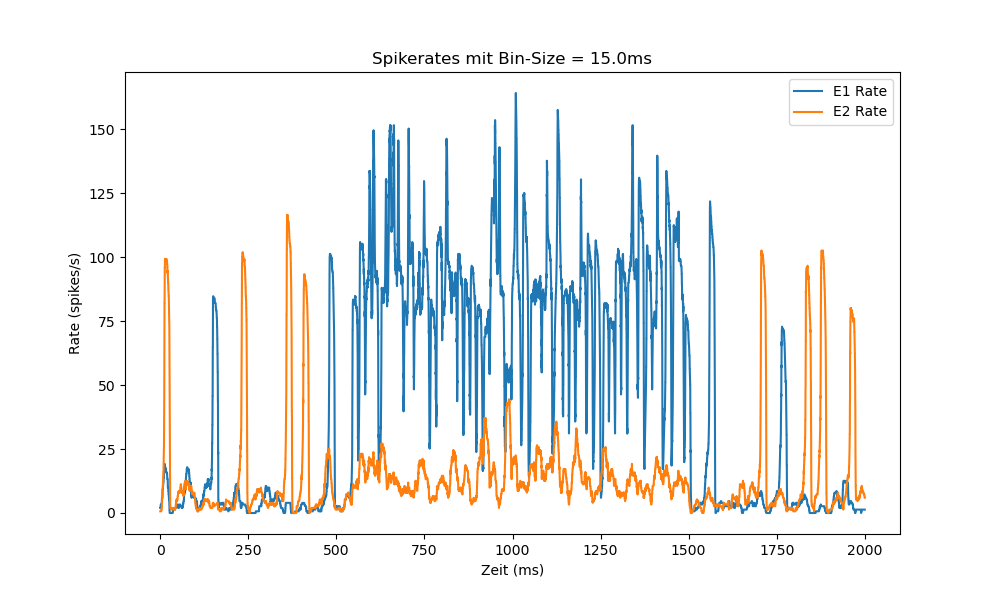 Spikerates mit Bin-Size = 15.0ms
E1 Rate
E2 Rate
150
125
100
75
50
25
0
Rate (spikes/s)
0 250 500 750 1000 1250 1500 1750 2000
Zeit (ms)